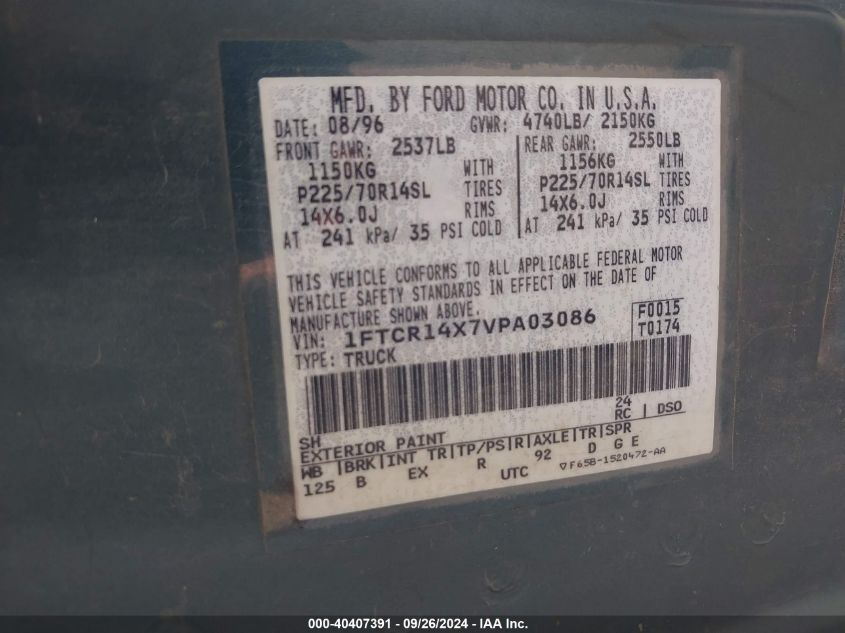 MFD. BY FORD MOTOR CO. IN U.S.A.
DATE: 08/96 GVWR: 4740LB/ 2150KG
FRONT GAWR: 2537LB REAR GAWR: 2550LB
1150KG WITH 1156KG WITH
P225/70R14SL TIRES P225/70R14SL TIRES
14X6.0J RIMS 14X6.0J RIMS
AT 241 kPa/ 35 PSI COLD AT 241 kPa/ 35 PSI COLD
THIS VEHICLE CONFORMS TO ALL APPLICABLE FEDERAL MOTOR
VEHICLE SAFETY STANDARDS IN EFFECT ON THE DATE OF
MANUFACTURE SHOWN ABOVE.
VIN: 1FTCR14X7VPA03086 F0015
TYPE: TRUCK T0174
24
SH RC DSO
EXTERIOR PAINT
WB BRK INT TR TP/PS R AXLE TR SPR
125 B EX R 92 D G E
UTC ▽F65B-1520472-AA
000-40407391 - 09/26/2024 - IAA Inc.